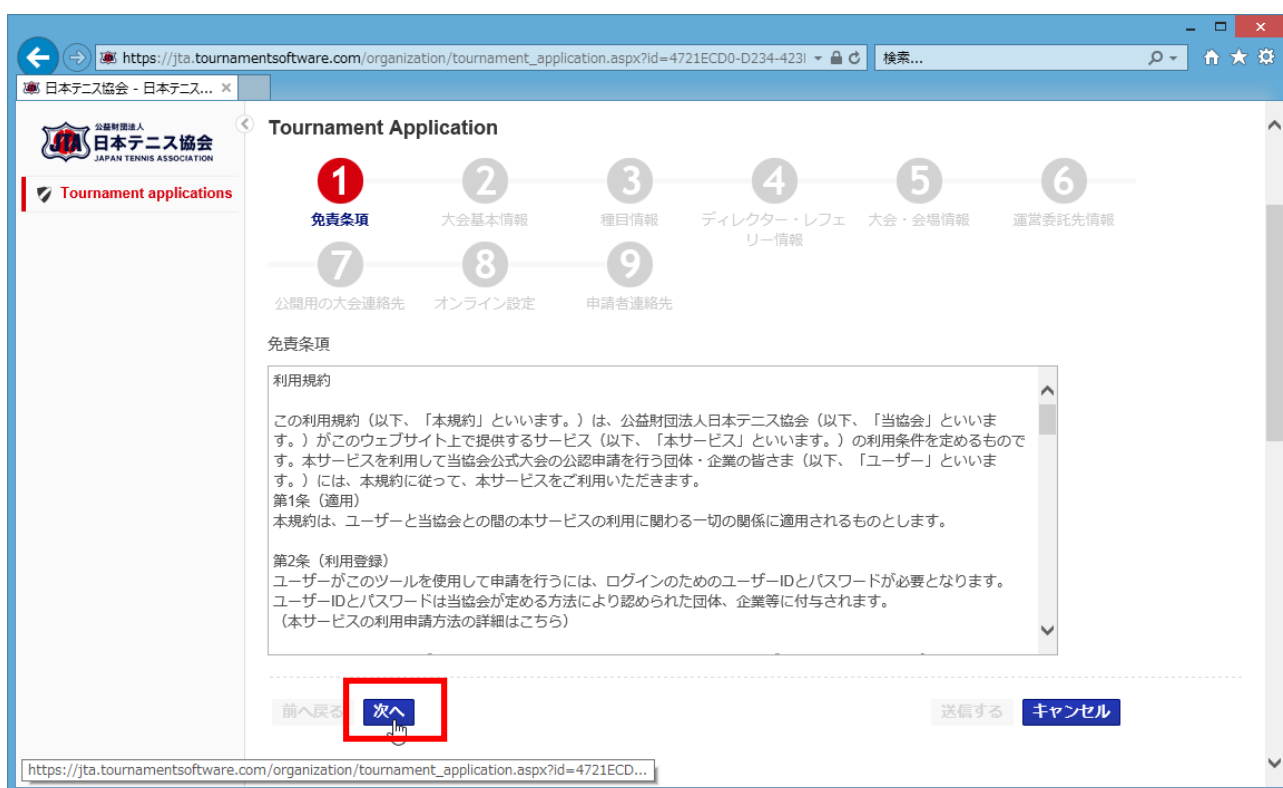 https://jta.tournamentsoftware.com/organization/tournament_application.aspx?id=4721ECD0-D234-423
検索...
日本テニス協会 - 日本テニス...
公益財団法人
日本テニス協会
JAPAN TENNIS ASSOCIATION
JTA
Tournament applications
Tournament Application
1
2
3
4
5
6
免責条項
大会基本情報
種目情報
ディレクター・レフェ
リー情報
大会・会場情報
運営委託先情報
7
8
9
公開用の大会連絡先
オンライン設定
申請者連絡先
免責条項
利用規約
この利用規約（以下、「本規約」といいます。）は、公益財団法人日本テニス協会（以下、「当協会」といいま
す。）がこのウェブサイト上で提供するサービス（以下、「本サービス」といいます。）の利用条件を定めるもので
す。本サービスを利用して当協会公式大会の公認申請を行う団体・企業の皆さま（以下、「ユーザー」といいま
す。）には、本規約に従って、本サービスをご利用いただきます。
第1条（適用）
本規約は、ユーザーと当協会との間の本サービスの利用に関わる一切の関係に適用されるものとします。
第2条（利用登録）
ユーザーがこのツールを使用して申請を行うには、ログインのためのユーザーIDとパスワードが必要となります。
ユーザーIDとパスワードは当協会が定める方法により認められた団体、企業等に付与されます。
（本サービスの利用申請方法の詳細はこちら）
前へ戻る
次へ
送信する
キャンセル
https://jta.tournamentsoftware.com/organization/tournament_application.aspx?id=4721ECD...